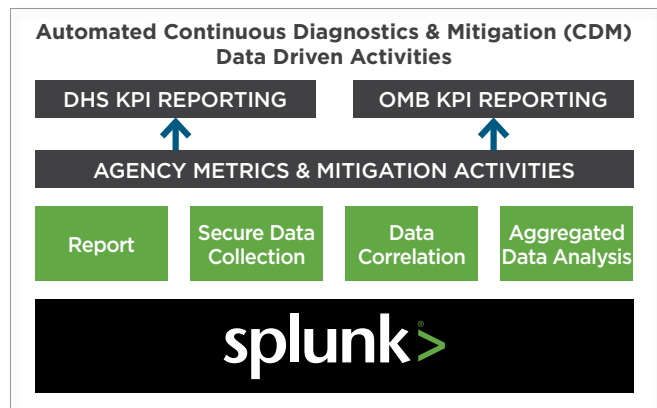 Automated Continuous Diagnostics & Mitigation (CDM)
Data Driven Activities
DHS KPI REPORTING
OMB KPI REPORTING
AGENCY METRICS & MITIGATION ACTIVITIES
Report
Secure Data
Collection
Data
Correlation
Aggregated
Data Analysis
splunk>®